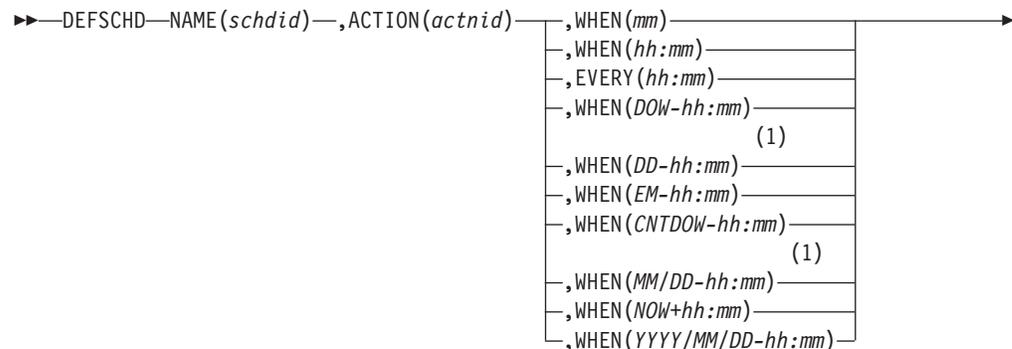 DEFSCHD NAME(schdid) ,ACTION(actnid) ,WHEN(mm)
,WHEN(hh:mm)
,EVERY(hh:mm)
,WHEN(DOW-hh:mm)
(1)
,WHEN(DD-hh:mm)
,WHEN(EM-hh:mm)
,WHEN(CNTDOW-hh:mm)
(1)
,WHEN(MM/DD-hh:mm)
,WHEN(NOW+hh:mm)
,WHEN(YYYY/MM/DD-hh:mm)